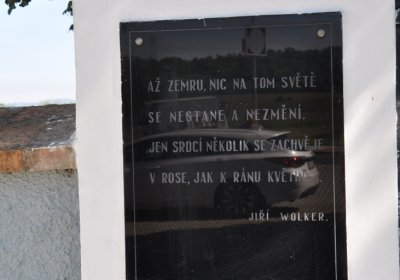 AŽ ZEMRU, NIC NA TOM SVĚTĚ
SE NESTANE A NEZMĚNÍ,
JEN SRDCÍ NĚKOLIK SE ZACHVĚJE
V ROSE, JAK K RÁNU
JIŘÍ WOLKER.